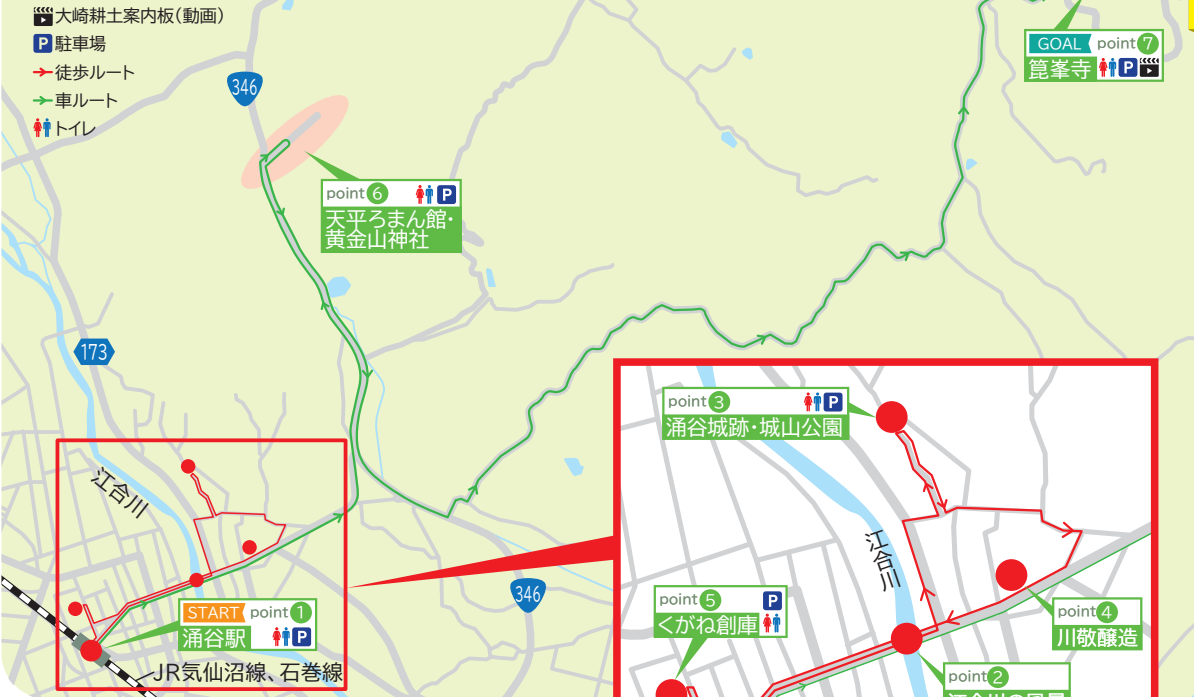 大崎耕土案内板(動画)
P 駐車場
徒歩ルート
車ルート
トイレ
346
GOAL point 7
箟峯寺 P
point 6 P
天平ろまん館・
黄金山神社
173
江合川
346
START point 1
涌谷駅 P
JR気仙沼線、石巻線
point 3 P
涌谷城跡・城山公園
江合川
point 5 P
くがね創庫
point 4
川敬醸造
point 2